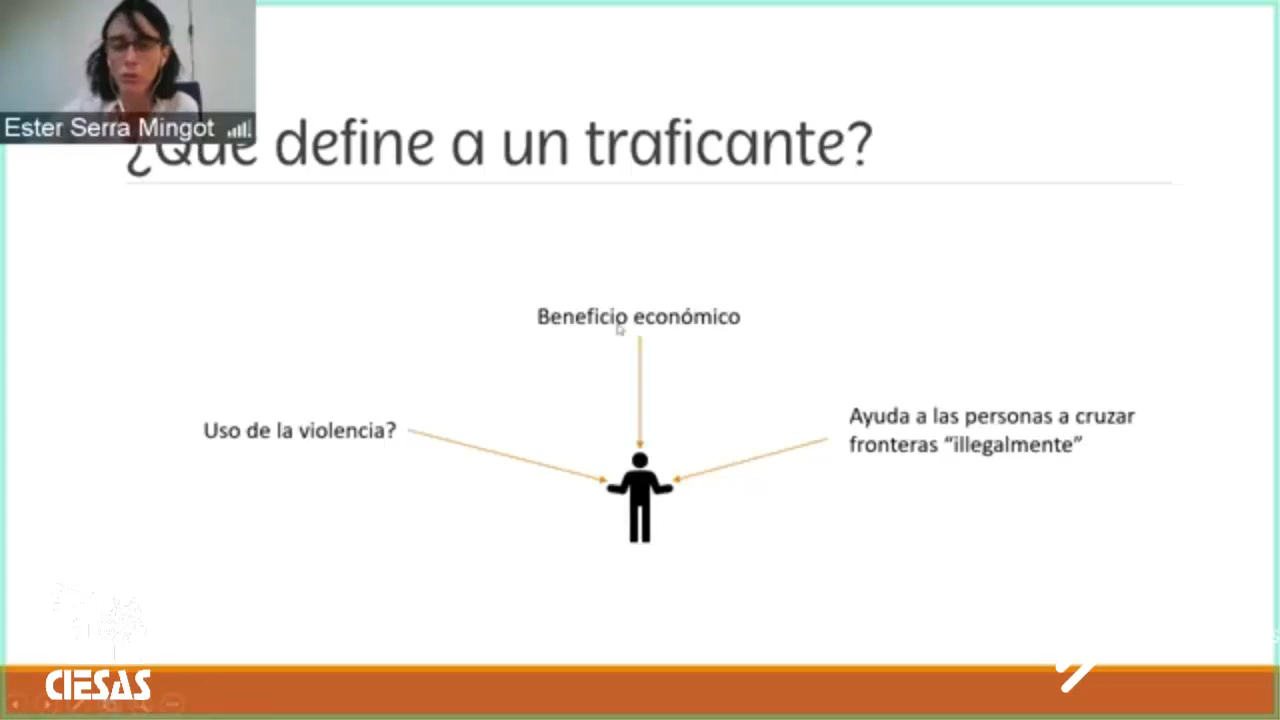 Ester Serra Mingot
¿Qué define a un traficante?
Beneficio económico
Uso de la violencia?
Ayuda a las personas a cruzar
fronteras “illegalmente”
CIESAS